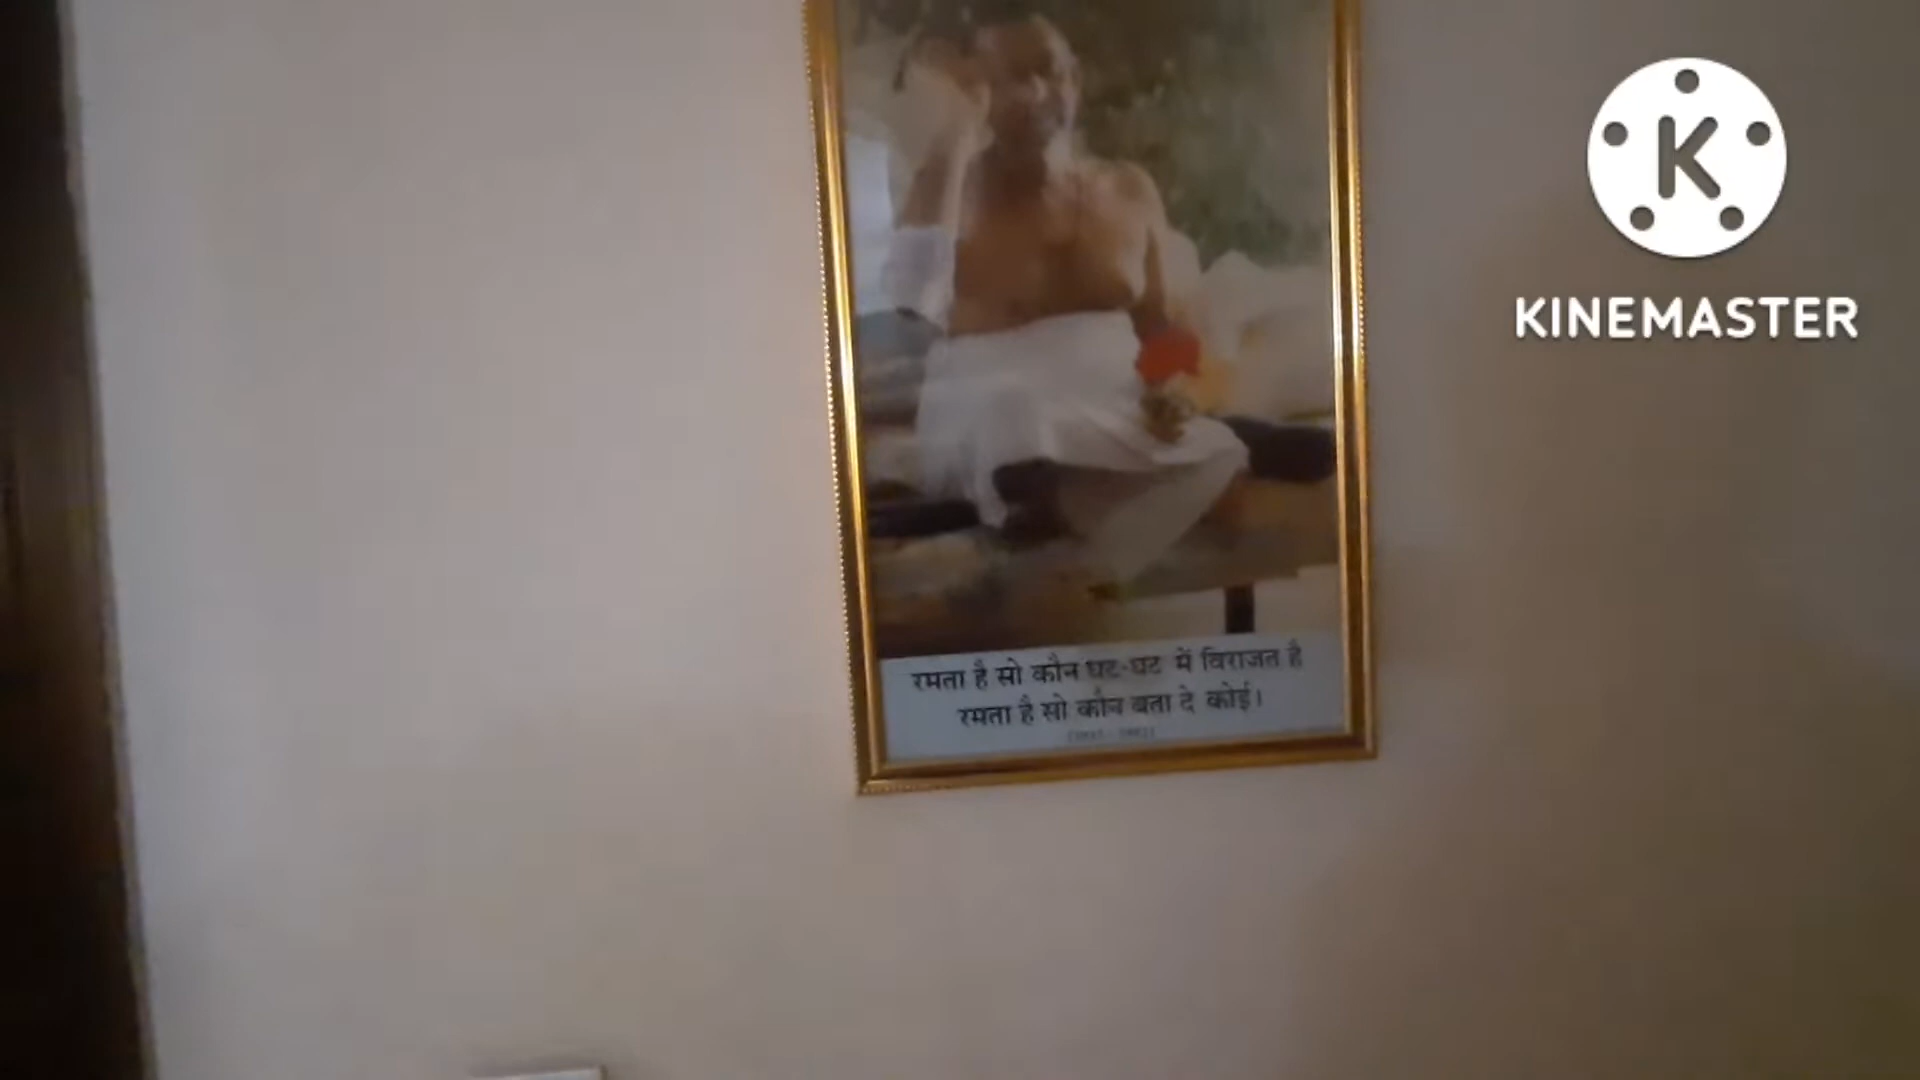 KINEMASTER
रमता है सो कौन घट-घट में विराजत है
रमता है सो कौन बता दे कोई।